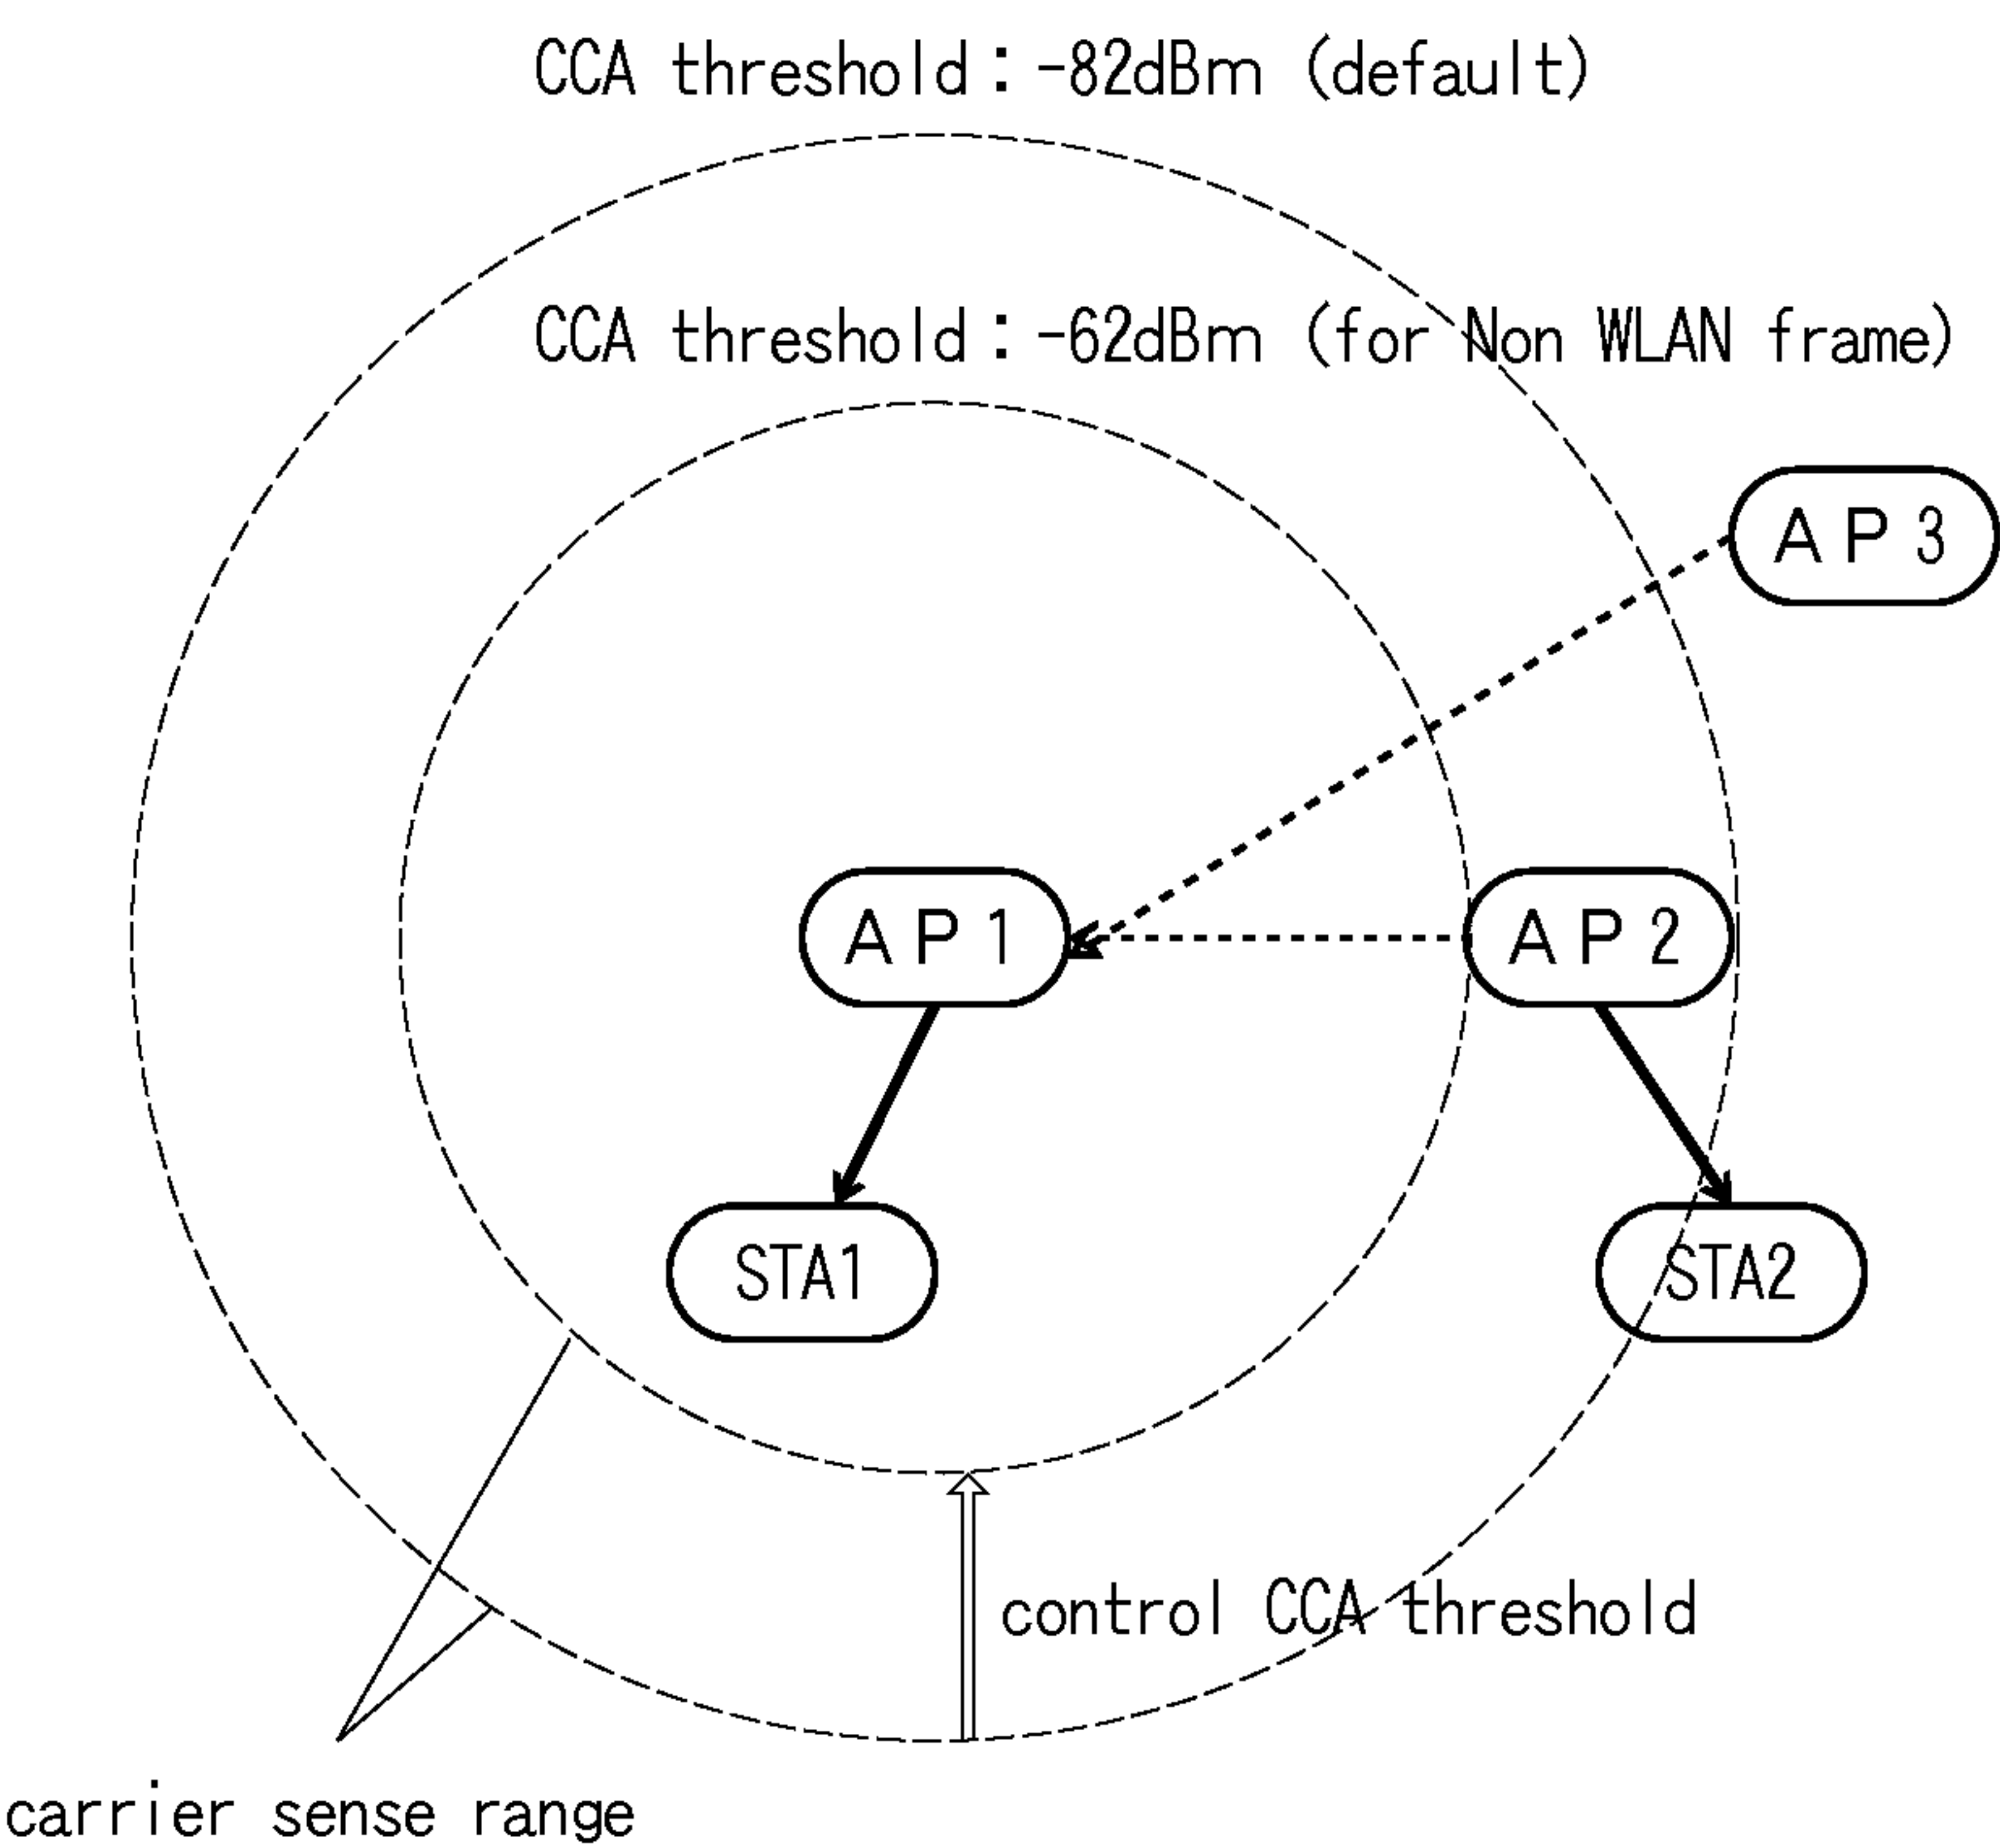 CCA threshold：-82dBm (default)
CCA threshold：-62dBm (for Non WLAN frame)
AP3
AP1
AP2
STA1
STA2
control CCA threshold
carrier sense range